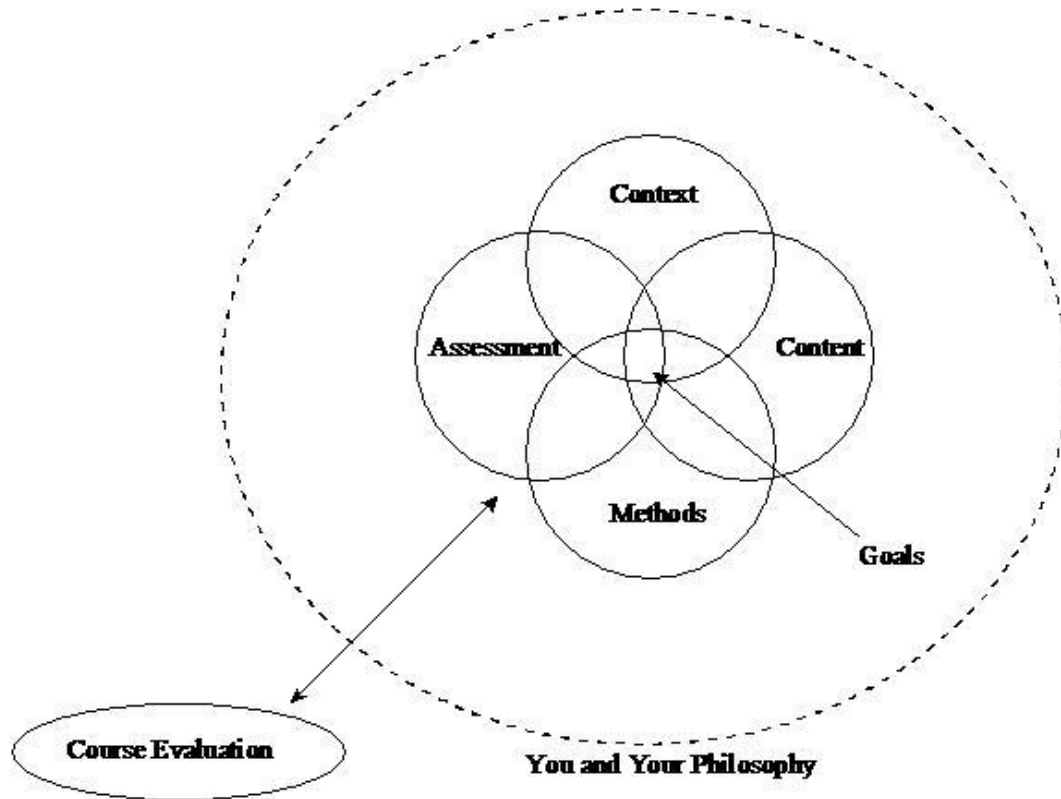 Context
Assessment
Content
Methods
Goals
Course Evaluation
You and Your Philosophy